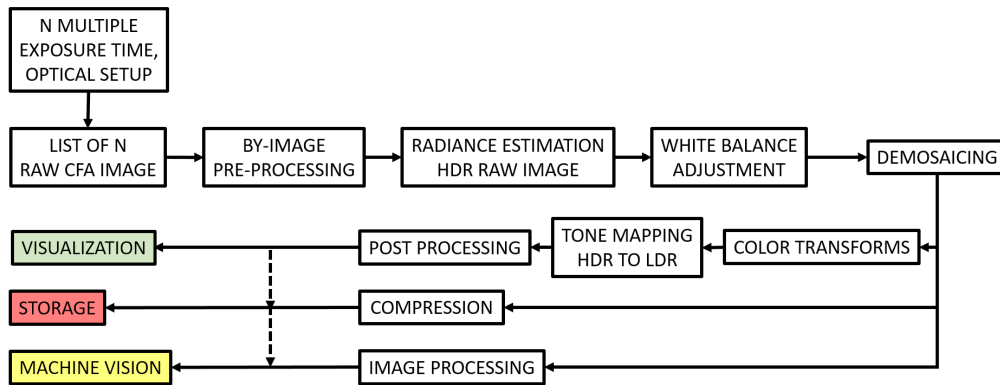 N MULTIPLE
EXPOSURE TIME,
OPTICAL SETUP
LIST OF N
RAW CFA IMAGE
BY-IMAGE
PRE-PROCESSING
RADIANCE ESTIMATION
HDR RAW IMAGE
WHITE BALANCE
ADJUSTMENT
DEMOSAICING
VISUALIZATION
POST PROCESSING
TONE MAPPING
HDR TO LDR
COLOR TRANSFORMS
STORAGE
COMPRESSION
MACHINE VISION
IMAGE PROCESSING